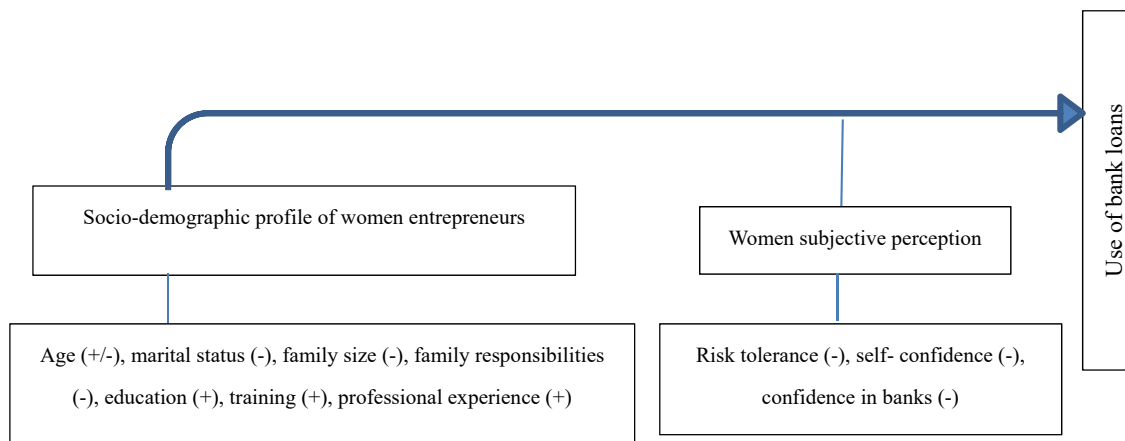 Socio-demographic profile of women entrepreneurs
Women subjective perception
Use of bank loans
Age (+/-), marital status (-), family size (-), family responsibilities
(-), education (+), training (+), professional experience (+)
Risk tolerance (-), self- confidence (-),
confidence in banks (-)